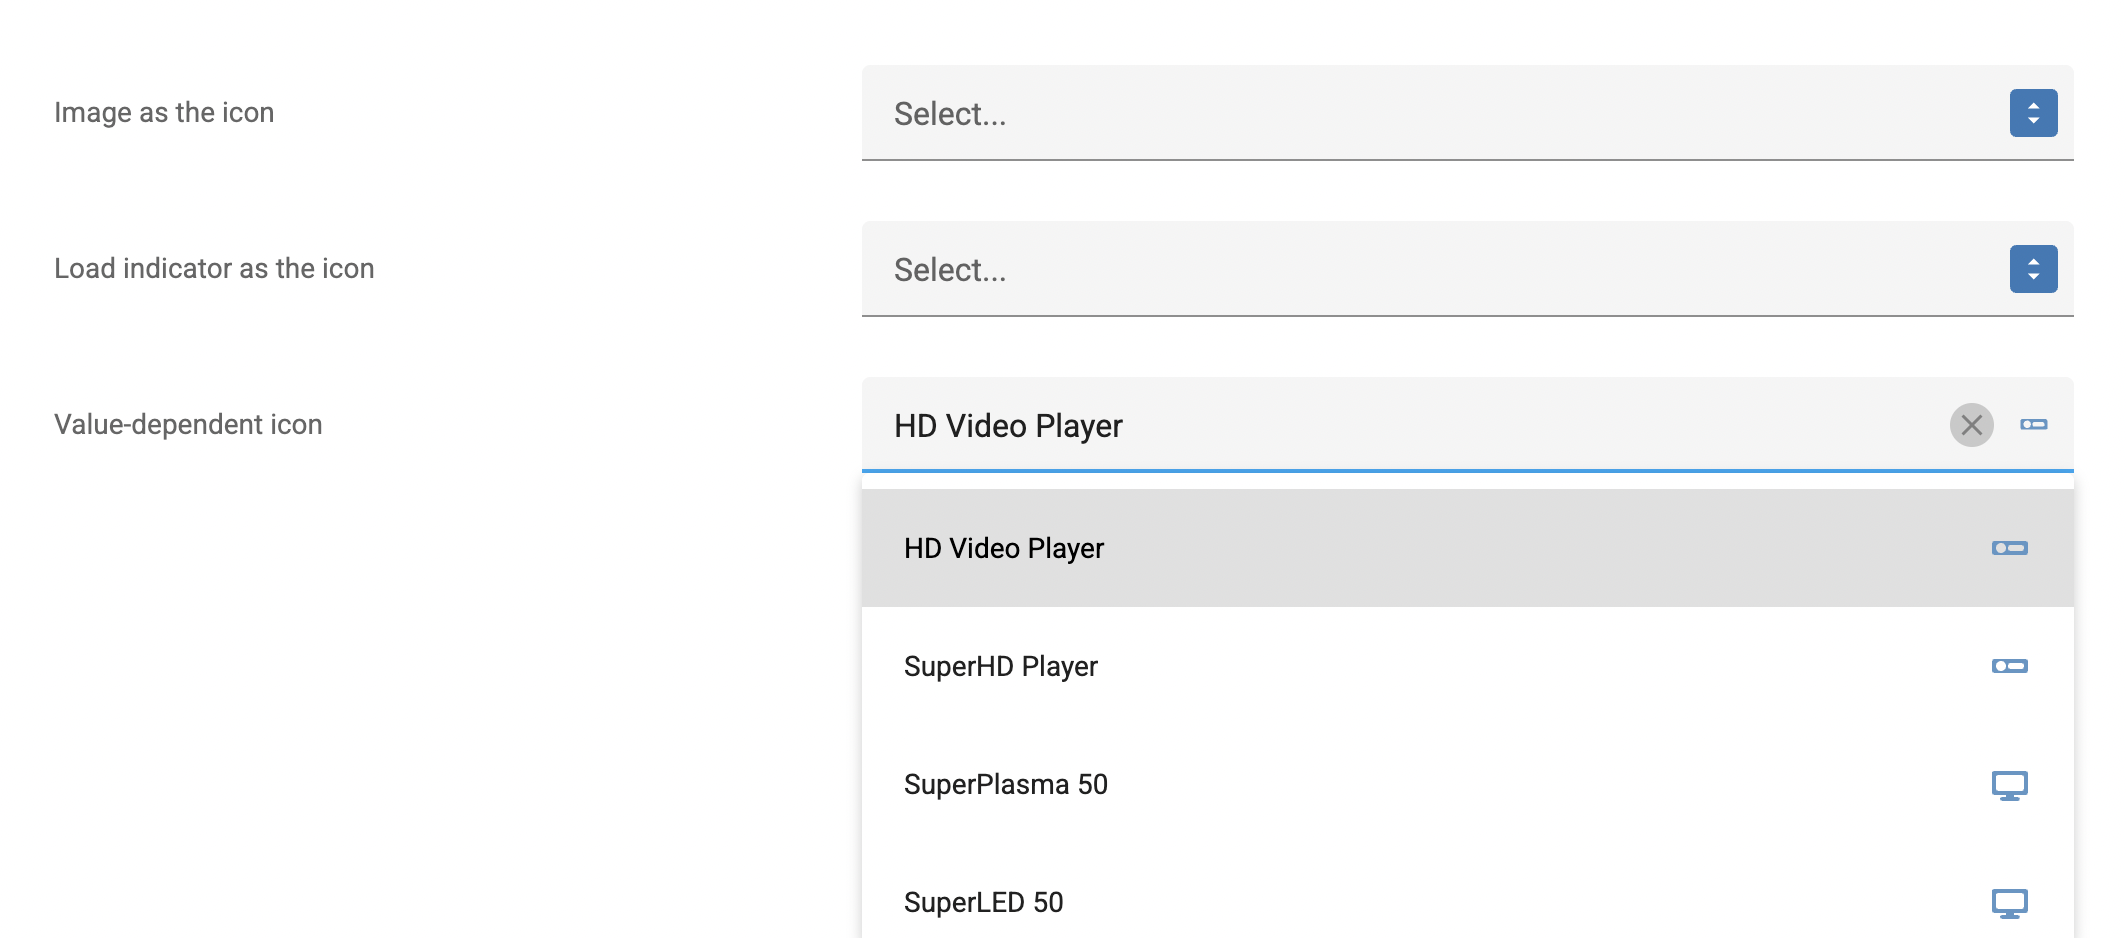 Image as the icon
Select...
Load indicator as the icon
Select...
Value-dependent icon
HD Video Player
HD Video Player
SuperHD Player
SuperPlasma 50
SuperLED 50